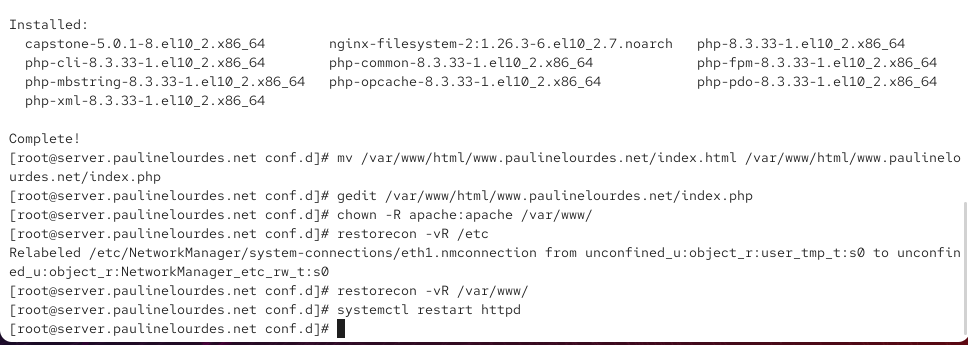 Installed:
  capstone-5.0.1-8.el10_2.x86_64        nginx-filesystem-2:1.26.3-6.el10_2.7.noarch   php-8.3.33-1.el10_2.x86_64
  php-cli-8.3.33-1.el10_2.x86_64        php-common-8.3.33-1.el10_2.x86_64             php-fpm-8.3.33-1.el10_2.x86_64
  php-mbstring-8.3.33-1.el10_2.x86_64   php-opcache-8.3.33-1.el10_2.x86_64            php-pdo-8.3.33-1.el10_2.x86_64
  php-xml-8.3.33-1.el10_2.x86_64
Complete!
[root@server.paulinelourdes.net conf.d]# mv /var/www/html/www.paulinelourdes.net/index.html /var/www/html/www.paulinelo
urdes.net/index.php
[root@server.paulinelourdes.net conf.d]# gedit /var/www/html/www.paulinelourdes.net/index.php
[root@server.paulinelourdes.net conf.d]# chown -R apache:apache /var/www/
[root@server.paulinelourdes.net conf.d]# restorecon -vR /etc
Relabeled /etc/NetworkManager/system-connections/eth1.nmconnection from unconfined_u:object_r:user_tmp_t:s0 to unconfin
ed_u:object_r:NetworkManager_etc_rw_t:s0
[root@server.paulinelourdes.net conf.d]# restorecon -vR /var/www/
[root@server.paulinelourdes.net conf.d]# systemctl restart httpd
[root@server.paulinelourdes.net conf.d]#